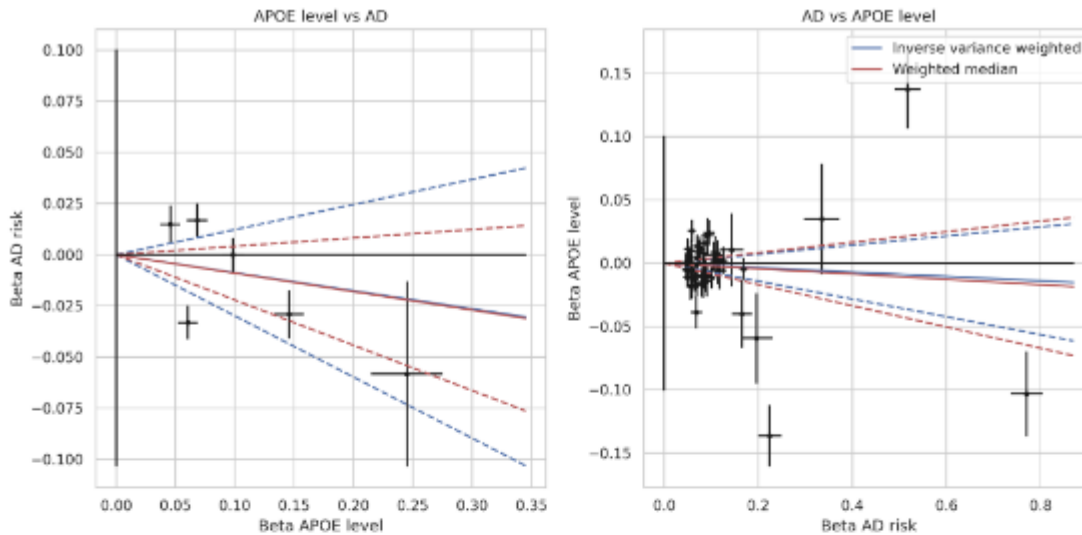 APOE level vs AD
0.100
0.075
0.050
0.025
0.000
−0.025
−0.050
−0.075
−0.100
Beta AD risk
0.00 0.05 0.10 0.15 0.20 0.25 0.30 0.35
Beta APOE level
AD vs APOE level
Inverse variance weighted
Weighted median
0.15
0.10
0.05
0.00
−0.05
−0.10
−0.15
Beta APOE level
0.0 0.2 0.4 0.6 0.8
Beta AD risk